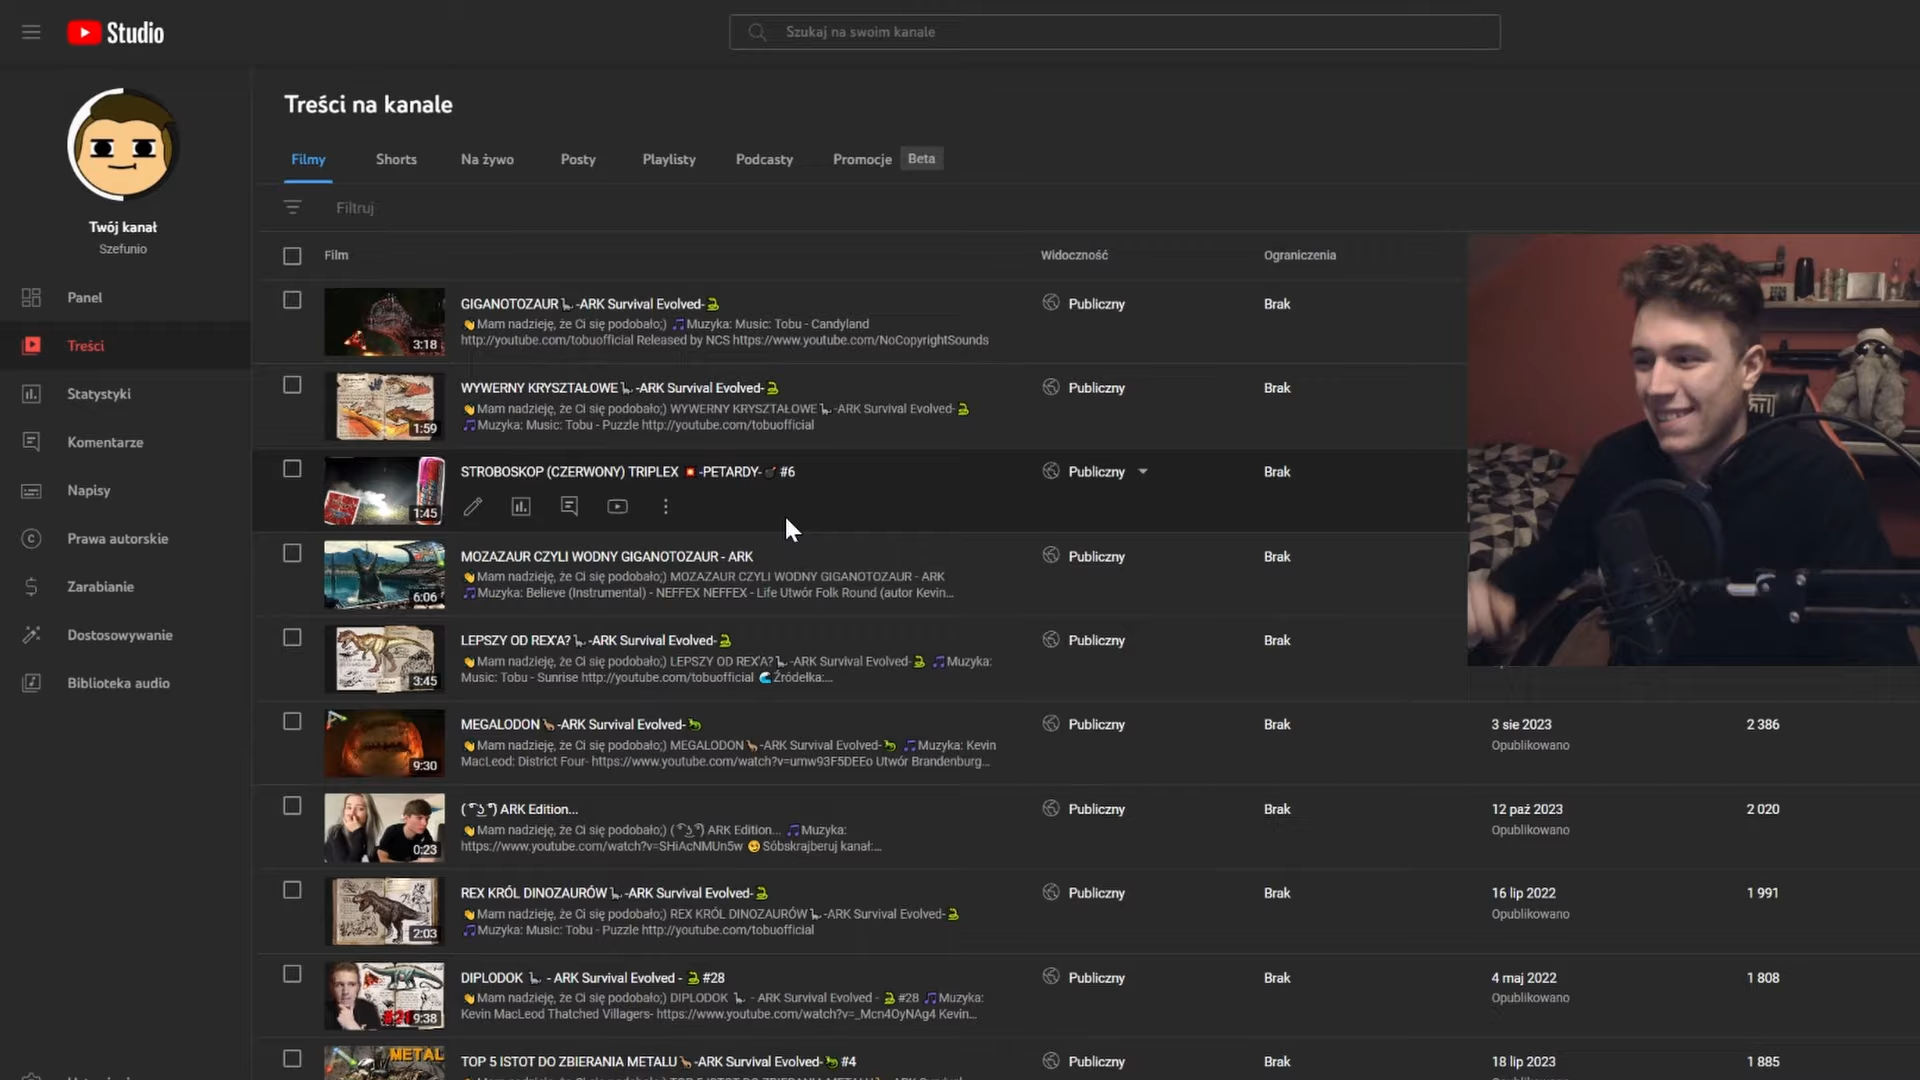 Studio
Szukaj na swoim kanale
Twój kanał
Szefunio
Panel
Treści
Statystyki
Komentarze
Napisy
Prawa autorskie
Zarabianie
Dostosowywanie
Biblioteka audio
Treści na kanale
Filmy Shorts Na żywo Posty Playlisty Podcasty Promocje Beta
Filtruj
Film Widoczność Ograniczenia
GIGANOTOZAUR🦕-ARK Survival Evolved-🐍 Publiczny Brak
👋Mam nadzieję, że Ci się podobało;) 🎵Muzyka: Music: Tobu - Candyland
http://youtube.com/tobuofficial Released by NCS https://www.youtube.com/NoCopyrightSounds
3:18
WYWERNY KRYSZTAŁOWE🦕-ARK Survival Evolved-🐍 Publiczny Brak
👋Mam nadzieję, że Ci się podobało;) WYWERNY KRYSZTAŁOWE🦕-ARK Survival Evolved-🐍
🎵Muzyka: Music: Tobu - Puzzle http://youtube.com/tobuofficial
1:59
STROBOSKOP (CZERWONY) TRIPLEX 💥-PETARDY-💣 #6 Publiczny Brak
1:45
MOZAZAUR CZYLI WODNY GIGANOTOZAUR - ARK Publiczny Brak
👋Mam nadzieję, że Ci się podobało;) MOZAZAUR CZYLI WODNY GIGANOTOZAUR - ARK
🎵Muzyka: Believe (Instrumental) - NEFFEX NEFFEX - Life Utwór Folk Round (autor Kevin...
6:06
LEPSZY OD REX'A?🦕-ARK Survival Evolved-🐍 Publiczny Brak
👋Mam nadzieję, że Ci się podobało;) LEPSZY OD REX'A?🦕-ARK Survival Evolved-🐍 🎵Muzyka:
Music: Tobu - Sunrise http://youtube.com/tobuofficial 🌊Źródełka:...
3:45
MEGALODON🦖-ARK Survival Evolved-🦎 Publiczny Brak 3 sie 2023 2 386
👋Mam nadzieję, że Ci się podobało;) MEGALODON🦖-ARK Survival Evolved-🦎 🎵Muzyka: Kevin Opublikowano
MacLeod: District Four- https://www.youtube.com/watch?v=umw93F5DEEo Utwór Brandenburg...
9:30
( ͡° ͜ʖ ͡°) ARK Edition... Publiczny Brak 12 paź 2023 2 020
👋Mam nadzieję, że Ci się podobało;) ( ͡° ͜ʖ ͡°) ARK Edition... 🎵Muzyka: Opublikowano
https://www.youtube.com/watch?v=SHiAcNMUn5w 😏Sóbskrajberuj kanał:...
0:23
REX KRÓL DINOZAURÓW🦕-ARK Survival Evolved-🐍 Publiczny Brak 16 lip 2022 1 991
👋Mam nadzieję, że Ci się podobało;) REX KRÓL DINOZAURÓW🦕-ARK Survival Evolved-🐍 Opublikowano
🎵Muzyka: Music: Tobu - Puzzle http://youtube.com/tobuofficial
2:03
DIPLODOK 🦕 - ARK Survival Evolved - 🐍 #28 Publiczny Brak 4 maj 2022 1 808
👋Mam nadzieję, że Ci się podobało;) DIPLODOK 🦕 - ARK Survival Evolved - 🐍 #28 🎵Muzyka: Opublikowano
Kevin MacLeod Thatched Villagers- https://www.youtube.com/watch?v=_Mcn4OyNAg4 Kevin...
9:38
METAL
TOP 5 ISTOT DO ZBIERANIA METALU🦖-ARK Survival Evolved-🦎 #4 Publiczny Brak 18 lip 2023 1 885